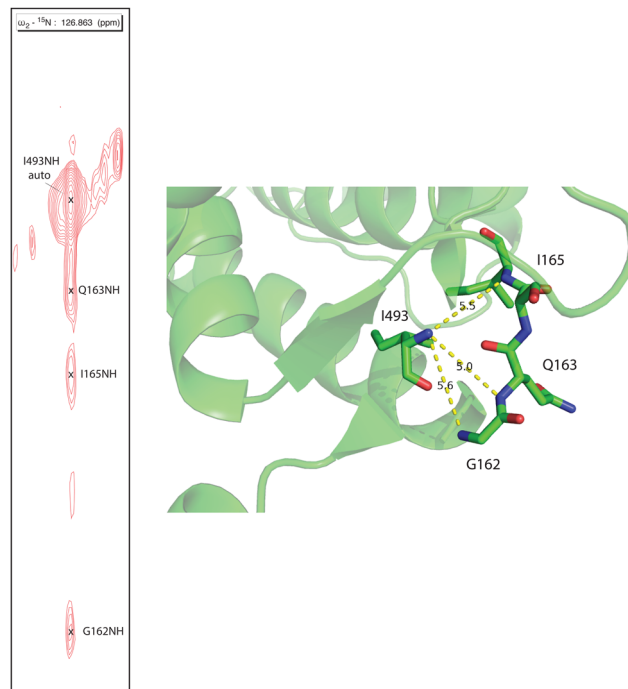 ω₂ - ¹⁵N : 126.863 (ppm)
I493NH
auto
x
Q163NH
x
I165NH
x
G162NH
x
I165
I493
5.5
5.0
Q163
5.6
G162